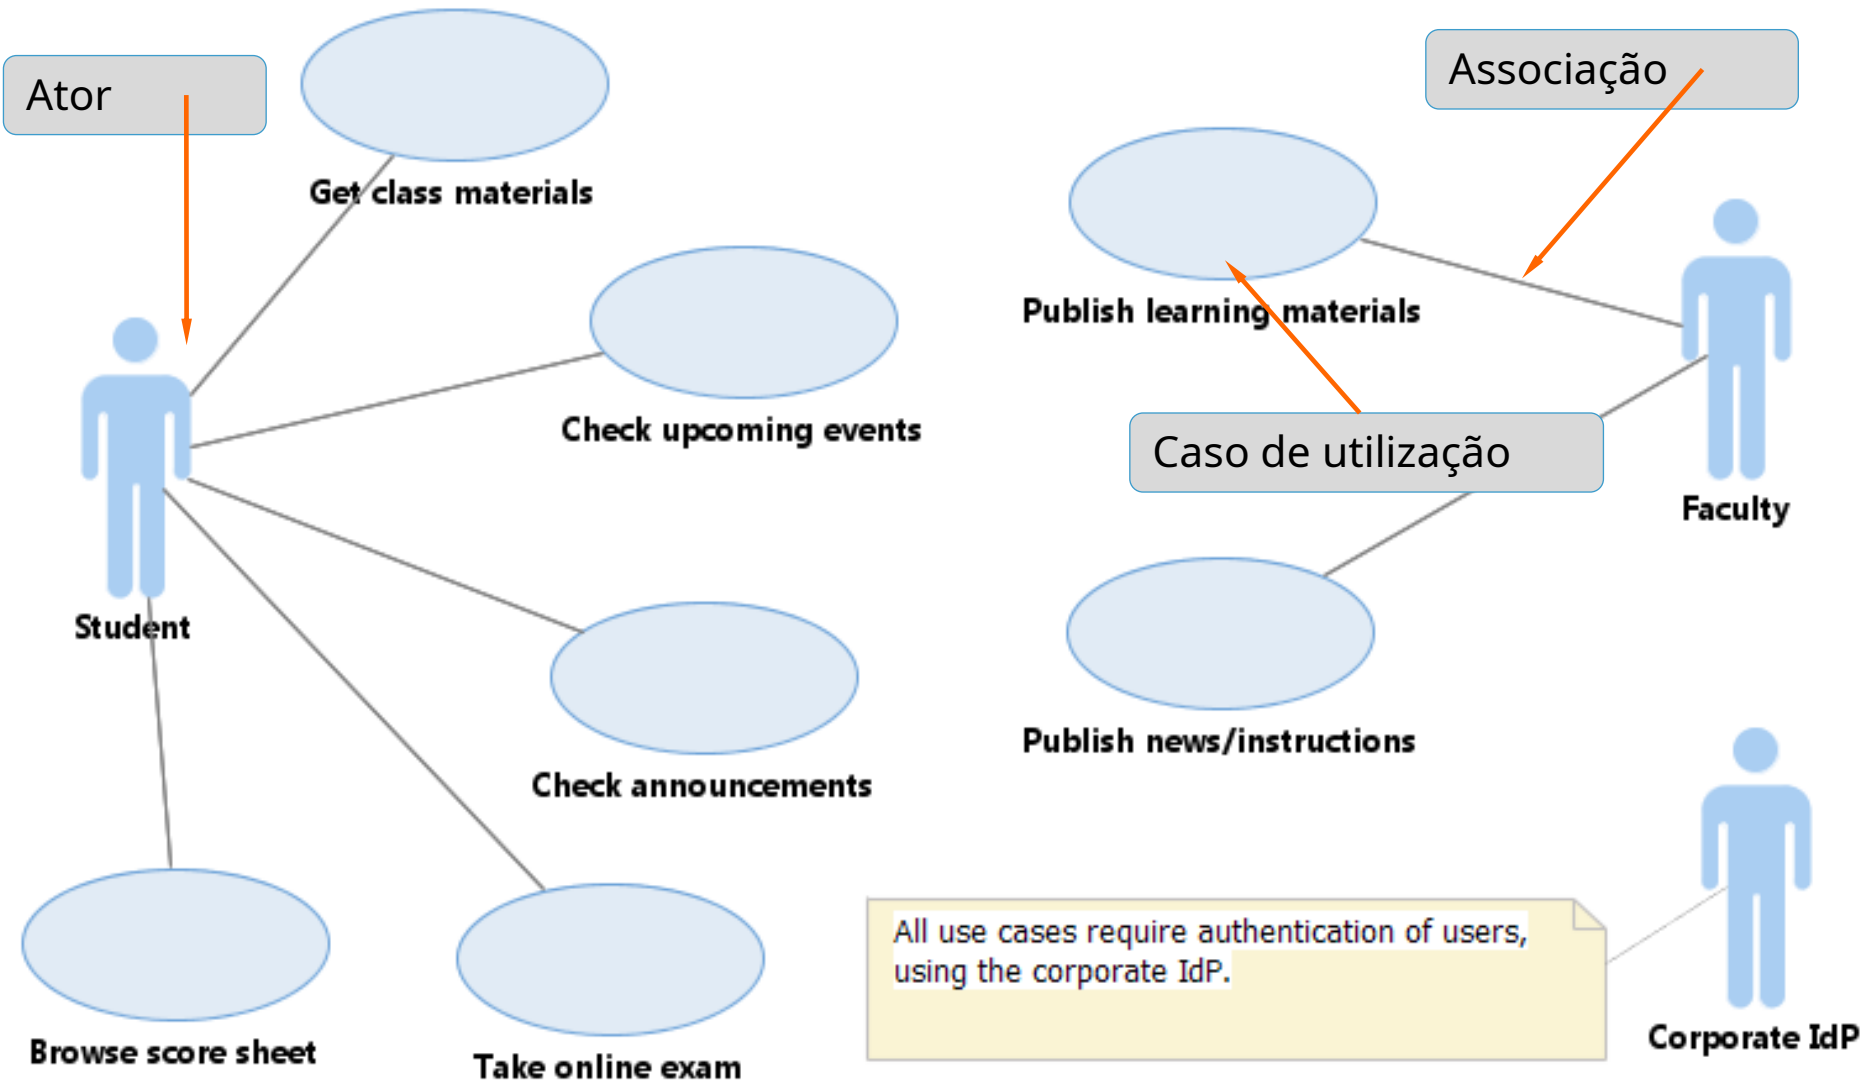 Ator
Associação
Get class materials
Publish learning materials
Check upcoming events
Caso de utilização
Faculty
Student
Publish news/instructions
Check announcements
All use cases require authentication of users,
using the corporate IdP.
Corporate IdP
Browse score sheet
Take online exam